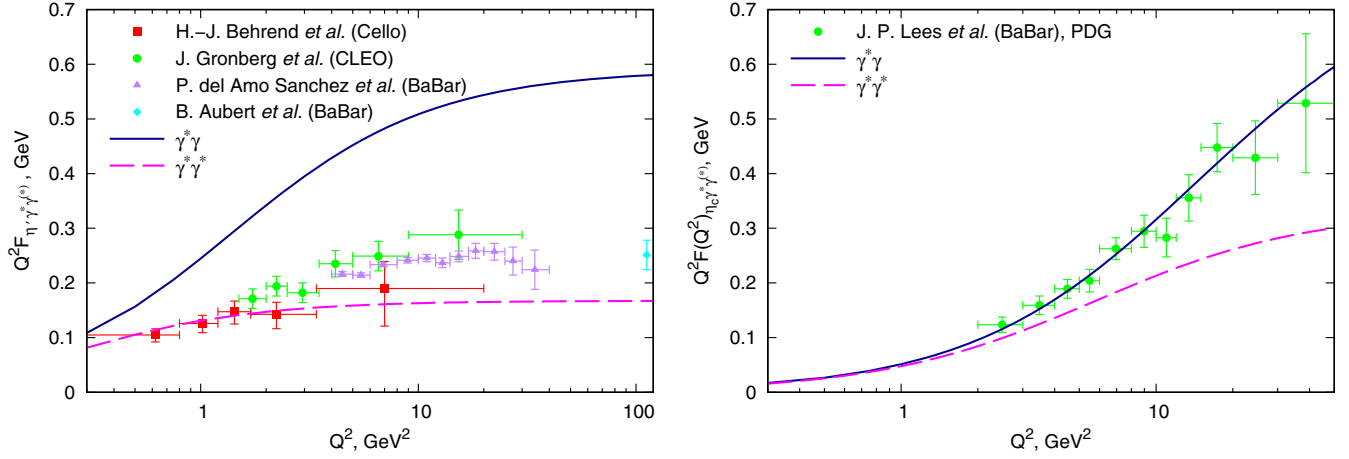 0.7
0.6
0.5
0.4
0.3
0.2
0.1
0
Q²F_η′γ*γ(*) , GeV
H.−J. Behrend et al. (Cello)
J. Gronberg et al. (CLEO)
P. del Amo Sanchez et al. (BaBar)
B. Aubert et al. (BaBar)
γ*γ
γ*γ*
1 10 100
Q², GeV²
0.7
0.6
0.5
0.4
0.3
0.2
0.1
0
Q²F(Q²)_η_cγ*γ(*), GeV
J. P. Lees et al. (BaBar), PDG
γ*γ
γ*γ*
1 10
Q², GeV²